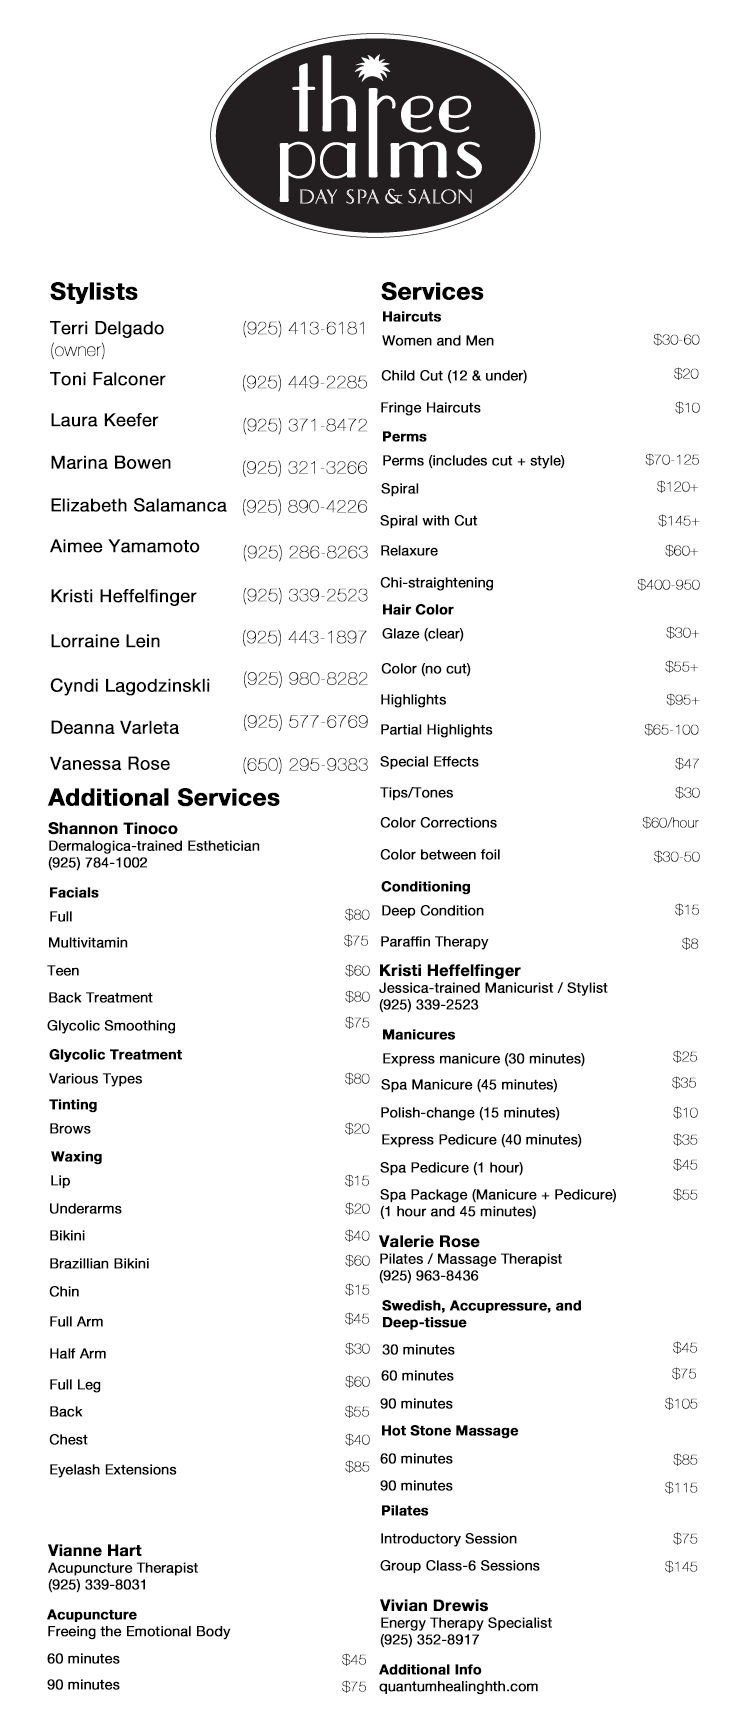 three
palms
DAY SPA & SALON
Stylists
Terri Delgado (925) 413-6181
(owner)
Toni Falconer (925) 449-2285
Laura Keefer (925) 371-8472
Marina Bowen (925) 321-3266
Elizabeth Salamanca (925) 890-4226
Aimee Yamamoto (925) 286-8263
Kristi Heffelfinger (925) 339-2523
Lorraine Lein (925) 443-1897
Cyndi Lagodzinskli (925) 980-8282
Deanna Varleta (925) 577-6769
Vanessa Rose (650) 295-9383
Additional Services
Shannon Tinoco
Dermalogica-trained Esthetician
(925) 784-1002
Facials
Full $80
Multivitamin $75
Teen $60
Back Treatment $80
Glycolic Smoothing $75
Glycolic Treatment
Various Types $80
Tinting
Brows $20
Waxing
Lip $15
Underarms $20
Bikini $40
Brazillian Bikini $60
Chin $15
Full Arm $45
Half Arm $30
Full Leg $60
Back $55
Chest $40
Eyelash Extensions $85
Vianne Hart
Acupuncture Therapist
(925) 339-8031
Acupuncture
Freeing the Emotional Body
60 minutes $45
90 minutes $75
Services
Haircuts
Women and Men $30-60
Child Cut (12 & under) $20
Fringe Haircuts $10
Perms
Perms (includes cut + style) $70-125
Spiral $120+
Spiral with Cut $145+
Relaxure $60+
Chi-straightening $400-950
Hair Color
Glaze (clear) $30+
Color (no cut) $55+
Highlights $95+
Partial Highlights $65-100
Special Effects $47
Tips/Tones $30
Color Corrections $60/hour
Color between foil $30-50
Conditioning
Deep Condition $15
Paraffin Therapy $8
Kristi Heffelfinger
Jessica-trained Manicurist / Stylist
(925) 339-2523
Manicures
Express manicure (30 minutes) $25
Spa Manicure (45 minutes) $35
Polish-change (15 minutes) $10
Express Pedicure (40 minutes) $35
Spa Pedicure (1 hour) $45
Spa Package (Manicure + Pedicure) $55
(1 hour and 45 minutes)
Valerie Rose
Pilates / Massage Therapist
(925) 963-8436
Swedish, Accupressure, and
Deep-tissue
30 minutes $45
60 minutes $75
90 minutes $105
Hot Stone Massage
60 minutes $85
90 minutes $115
Pilates
Introductory Session $75
Group Class-6 Sessions $145
Vivian Drewis
Energy Therapy Specialist
(925) 352-8917
Additional Info
quantumhealinghth.com